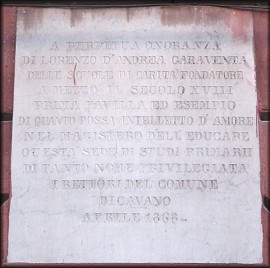 A PERPETUA ONORANZA
DI LORENZO D'ANDREA GARAVENTA
DELLE SCUOLE DI CARITÀ FONDATORE
A METÀ IL SECOLO XVIII
PRIMA FAVILLA ED ESEMPIO
DI QUANTO POSSA INTELLETTO D'AMORE
NEL MAGISTERO DELL'EDUCARE
QUESTA SEDE DI STUDI PRIMARII
DI TANTO NOME PRIVILEGIATA
I RETTORI DEL COMUNE
DICAVANO
APRILE 1868